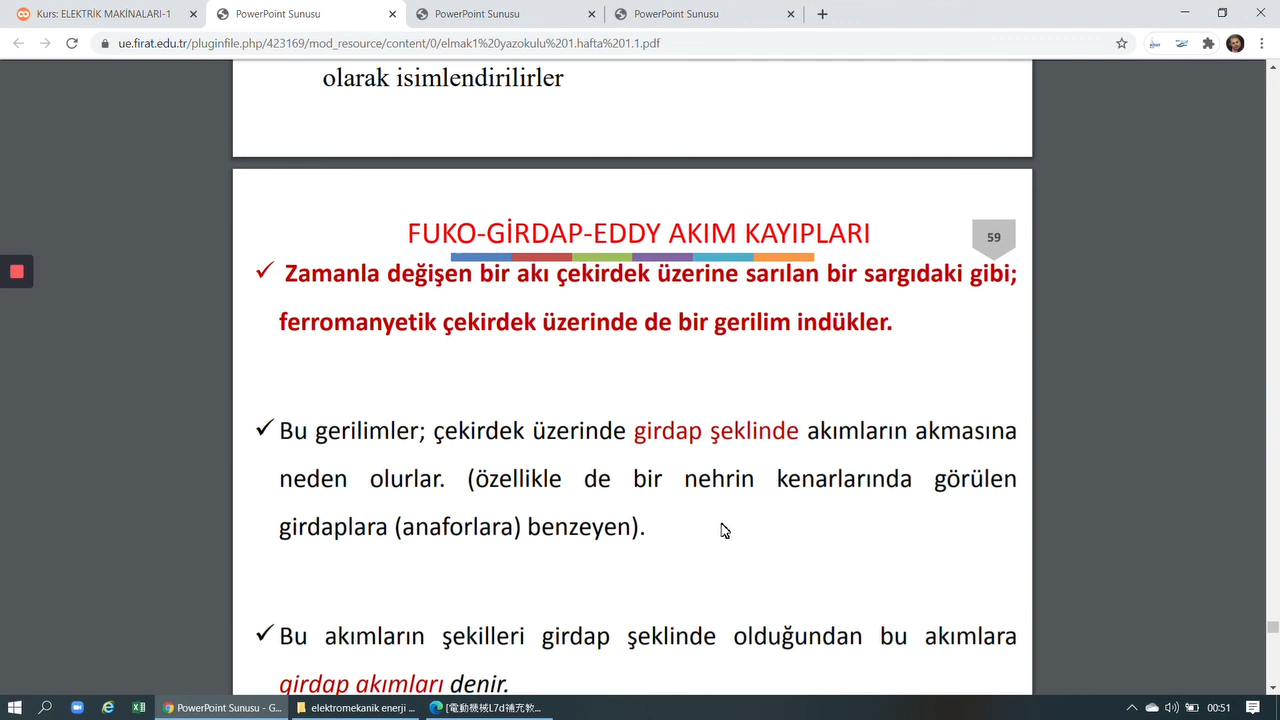 Kurs: ELEKTRİK MAKİNALARI-1
PowerPoint Sunusu
PowerPoint Sunusu
PowerPoint Sunusu
ue.firat.edu.tr/pluginfile.php/423169/mod_resource/content/0/elmak1%20yazokulu%201.hafta%201.1.pdf
olarak isimlendirilirler
FUKO-GİRDAP-EDDY AKIM KAYIPLARI
59
✓ Zamanla değişen bir akı çekirdek üzerine sarılan bir sargıdaki gibi;
ferromanyetik çekirdek üzerinde de bir gerilim indükler.
✓ Bu gerilimler; çekirdek üzerinde girdap şeklinde akımların akmasına
neden olurlar. (özellikle de bir nehrin kenarlarında görülen
girdaplara (anaforlara) benzeyen).
✓ Bu akımların şekilleri girdap şeklinde olduğundan bu akımlara
girdap akımları denir.
PowerPoint Sunusu - G...
elektromekanik enerji ...
[電動機械L7d補充教...
00:51